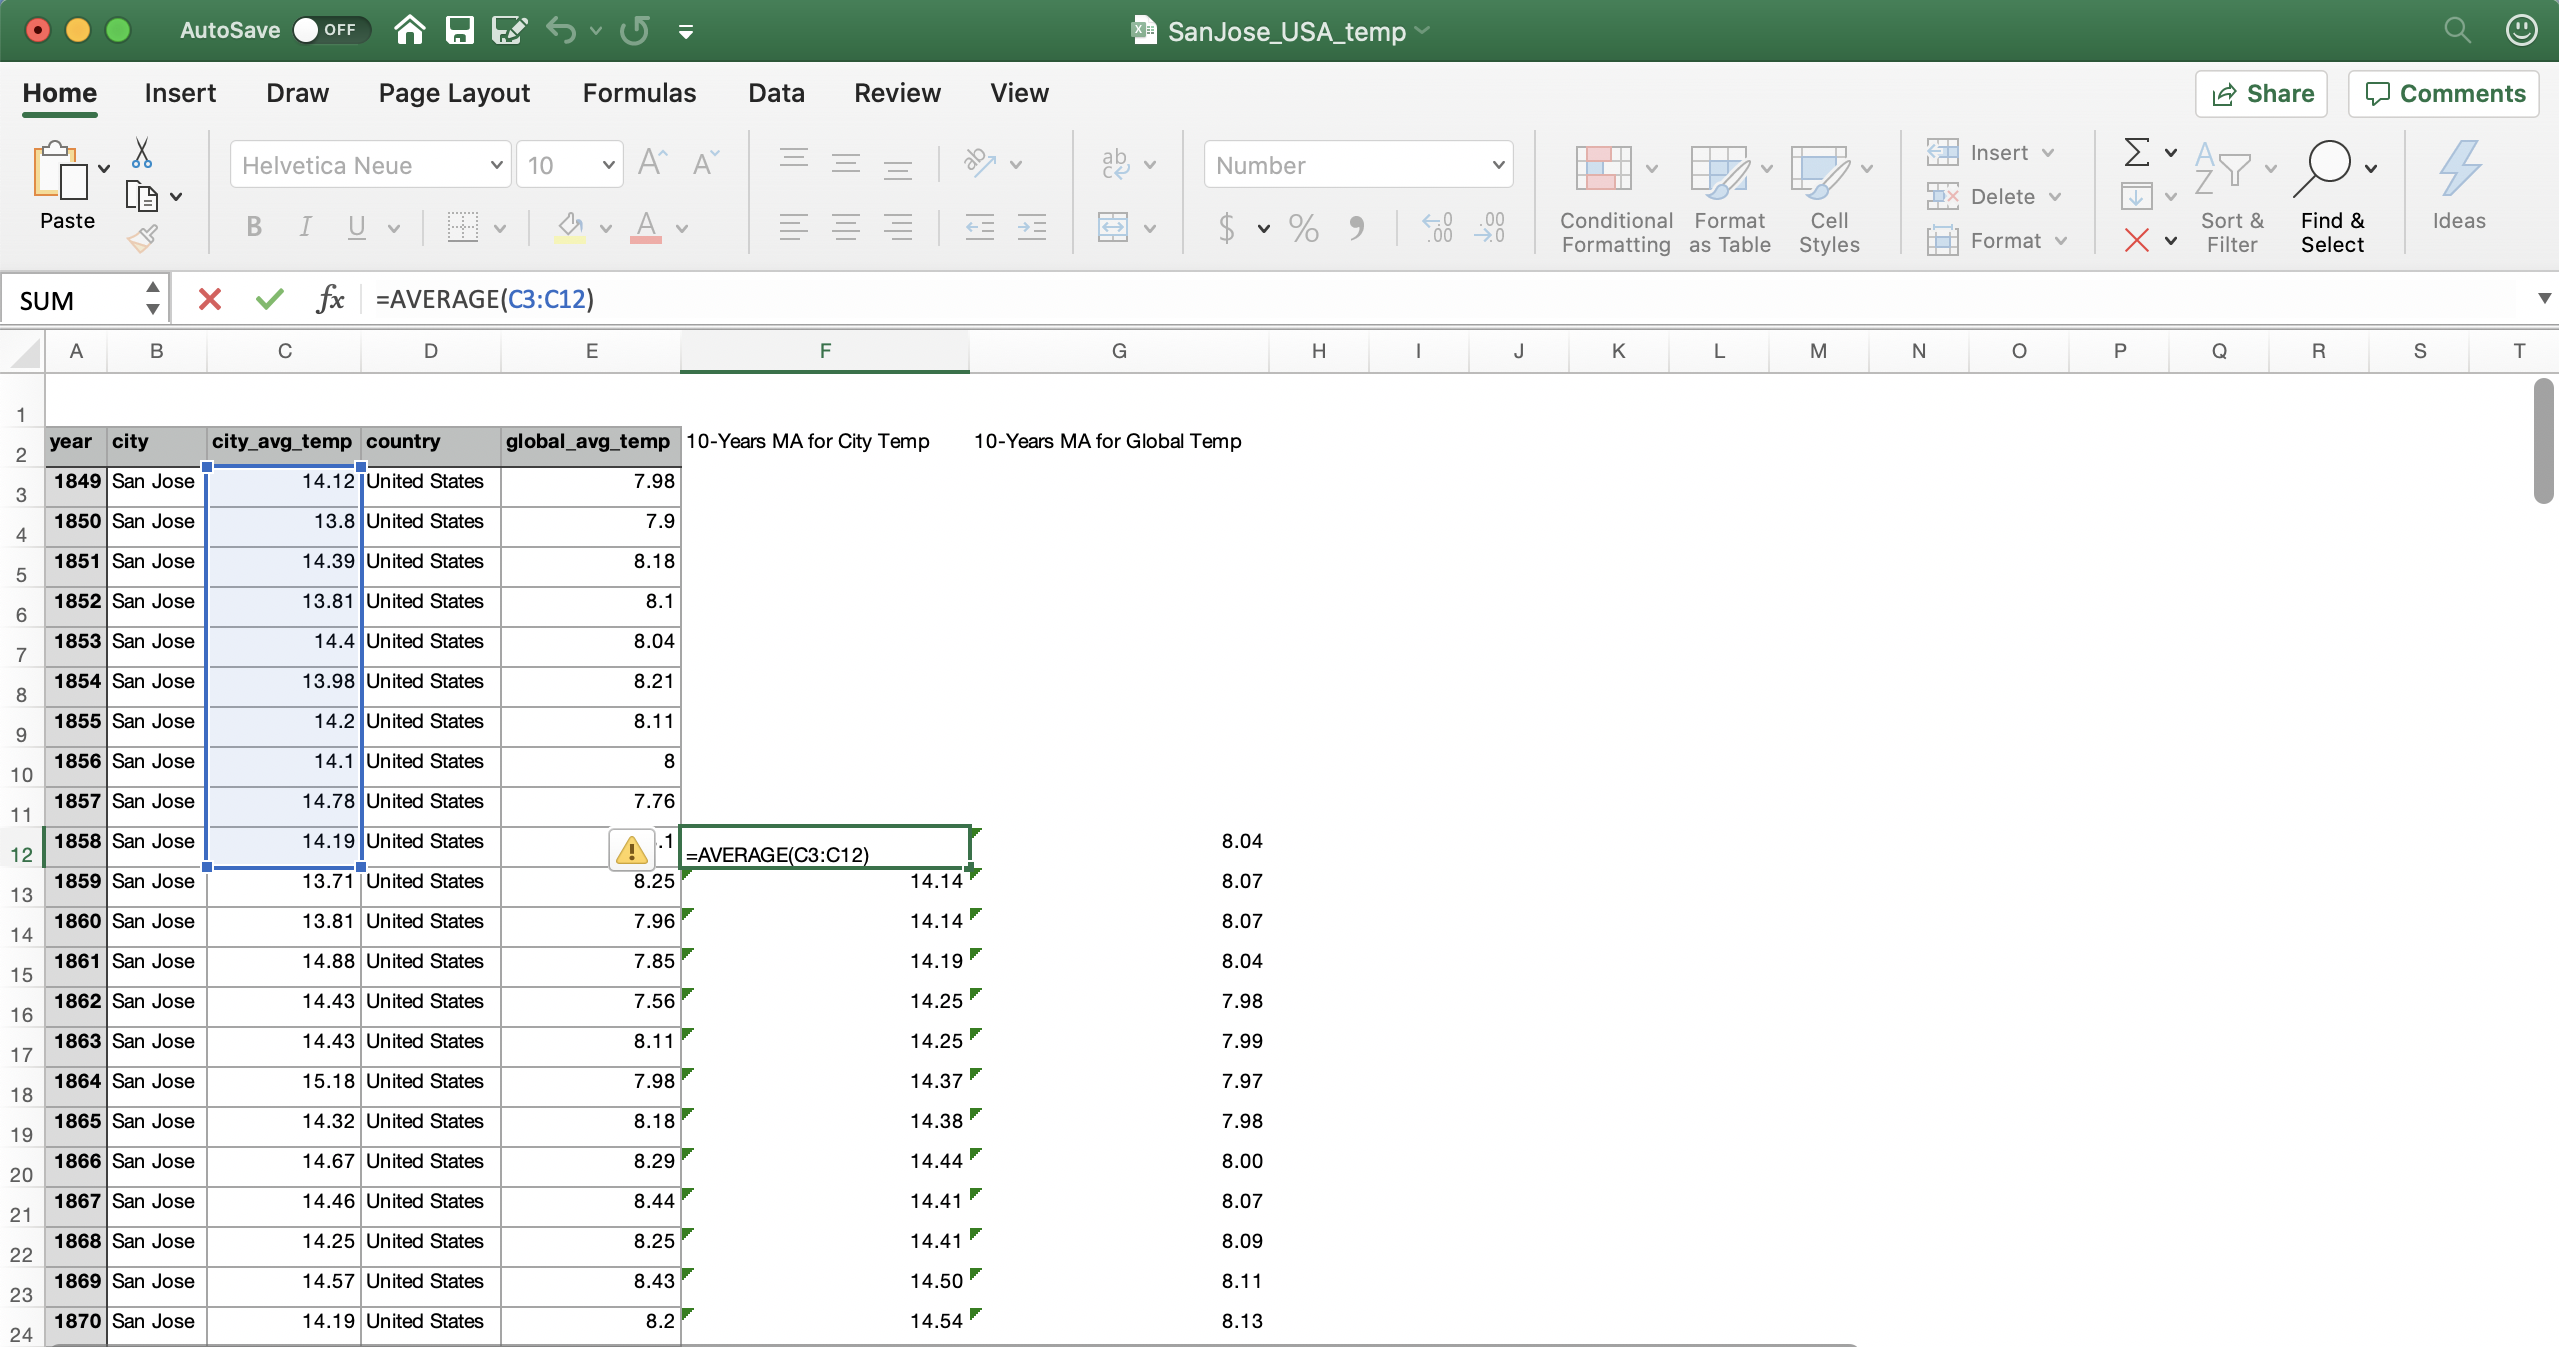 AutoSave OFF SanJose_USA_temp
Home Insert Draw Page Layout Formulas Data Review View Share Comments
Paste Helvetica Neue 10 A A ab ab c Number Conditional Formatting Format as Table Cell Styles Insert Delete Format Sort & Filter Find & Select Ideas
B I U A $ % , .0 .00 .00 .0 A Z
SUM fx =AVERAGE(C3:C12)
A B C D E F G H I J K L M N O P Q R S T
1
2 year city city_avg_temp country global_avg_temp 10-Years MA for City Temp 10-Years MA for Global Temp
3 1849 San Jose 14.12 United States 7.98
4 1850 San Jose 13.8 United States 7.9
5 1851 San Jose 14.39 United States 8.18
6 1852 San Jose 13.81 United States 8.1
7 1853 San Jose 14.4 United States 8.04
8 1854 San Jose 13.98 United States 8.21
9 1855 San Jose 14.2 United States 8.11
10 1856 San Jose 14.1 United States 8
11 1857 San Jose 14.78 United States 7.76
12 1858 San Jose 14.19 United States .1 =AVERAGE(C3:C12) 8.04
13 1859 San Jose 13.71 United States 8.25 14.14 8.07
14 1860 San Jose 13.81 United States 7.96 14.14 8.07
15 1861 San Jose 14.88 United States 7.85 14.19 8.04
16 1862 San Jose 14.43 United States 7.56 14.25 7.98
17 1863 San Jose 14.43 United States 8.11 14.25 7.99
18 1864 San Jose 15.18 United States 7.98 14.37 7.97
19 1865 San Jose 14.32 United States 8.18 14.38 7.98
20 1866 San Jose 14.67 United States 8.29 14.44 8.00
21 1867 San Jose 14.46 United States 8.44 14.41 8.07
22 1868 San Jose 14.25 United States 8.25 14.41 8.09
23 1869 San Jose 14.57 United States 8.43 14.50 8.11
24 1870 San Jose 14.19 United States 8.2 14.54 8.13